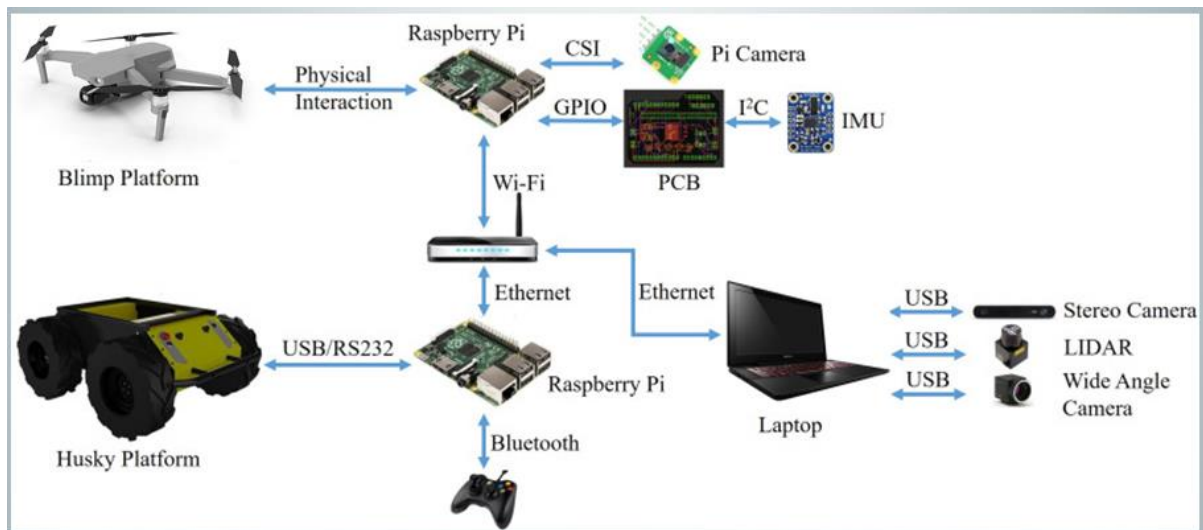 Raspberry Pi
CSI
Pi Camera
Physical
Interaction
GPIO
I²C
IMU
Blimp Platform
PCB
Wi-Fi
Ethernet
Ethernet
USB
Stereo Camera
USB/RS232
USB
LIDAR
Raspberry Pi
USB
Wide Angle
Camera
Laptop
Bluetooth
Husky Platform